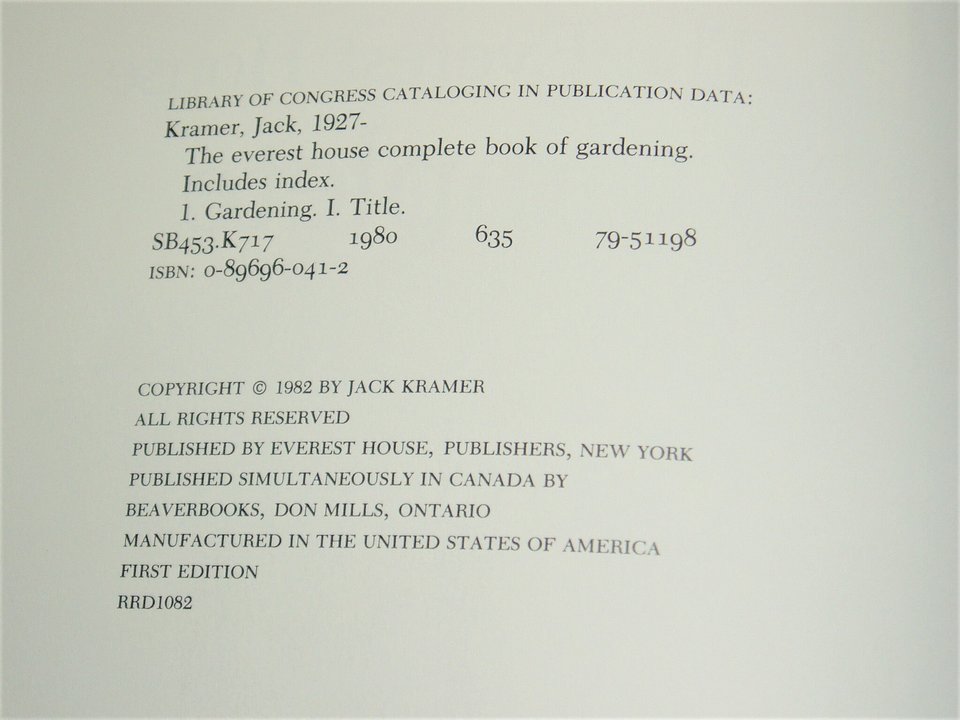 LIBRARY OF CONGRESS CATALOGING IN PUBLICATION DATA:
Kramer, Jack, 1927-
The everest house complete book of gardening.
Includes index.
1. Gardening. I. Title.
SB453.K717 1980 635 79-51198
ISBN: 0-89696-041-2
COPYRIGHT © 1982 BY JACK KRAMER
ALL RIGHTS RESERVED
PUBLISHED BY EVEREST HOUSE, PUBLISHERS, NEW YORK
PUBLISHED SIMULTANEOUSLY IN CANADA BY
BEAVERBOOKS, DON MILLS, ONTARIO
MANUFACTURED IN THE UNITED STATES OF AMERICA
FIRST EDITION
RRD1082